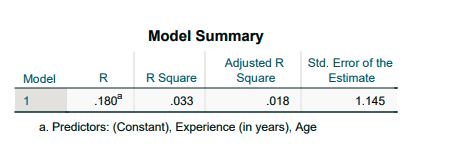 Model Summary
Model R R Square Adjusted R Square Std. Error of the Estimate
1 .180a .033 .018 1.145
a. Predictors: (Constant), Experience (in years), Age